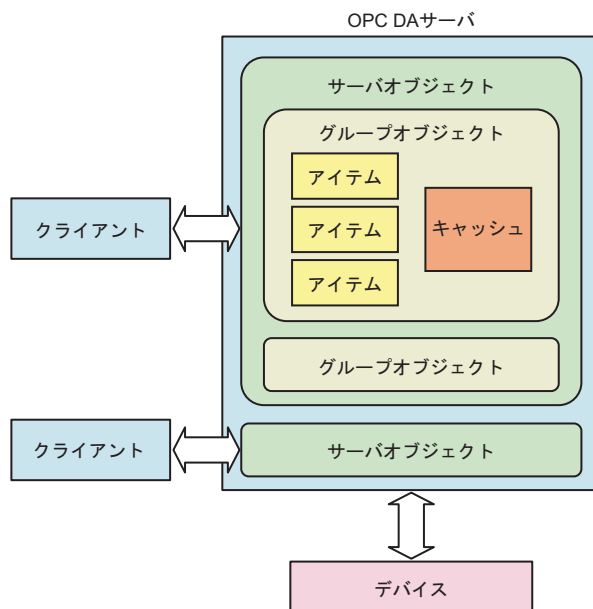 OPC DAサーバ
サーバオブジェクト
グループオブジェクト
アイテム
アイテム
アイテム
キャッシュ
クライアント
グループオブジェクト
クライアント
サーバオブジェクト
デバイス